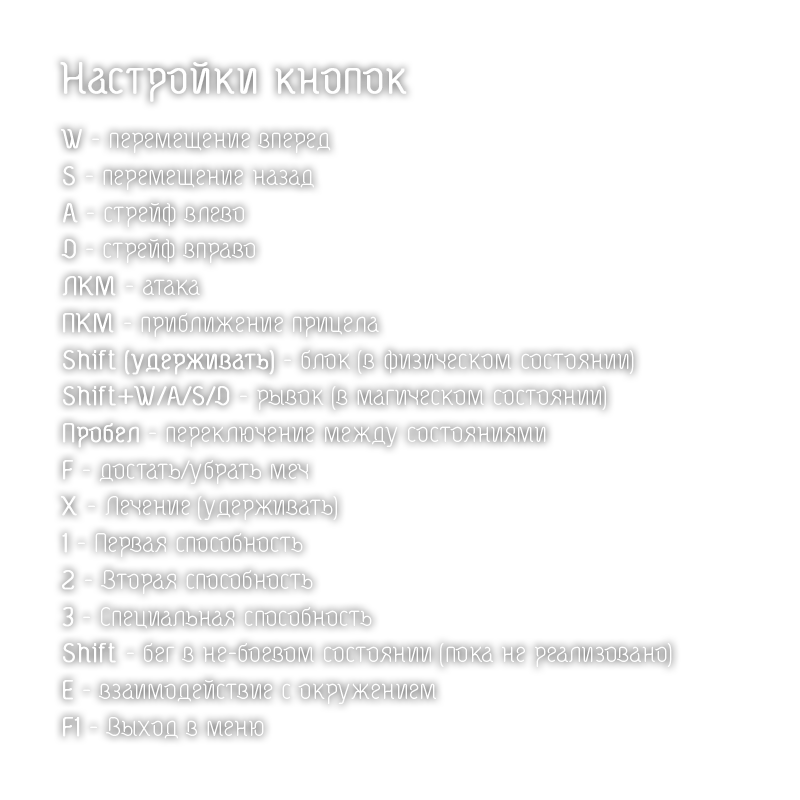 Настройки кнопок
W - перемещение вперед
S - перемещение назад
A - стрейф влево
D - стрейф вправо
ЛКМ - атака
ПКМ - приближение прицела
Shift (удерживать) - блок (в физическом состоянии)
Shift+W/A/S/D - рывок (в магическом состоянии)
Пробел - переключение между состояниями
F - достать/убрать меч
X - Лечение (удерживать)
1 - Первая способность
2 - Вторая способность
3 - Специальная способность
Shift - бег в не-боевом состоянии (пока не реализовано)
E - взаимодействие с окружением
F1 - Выход в меню